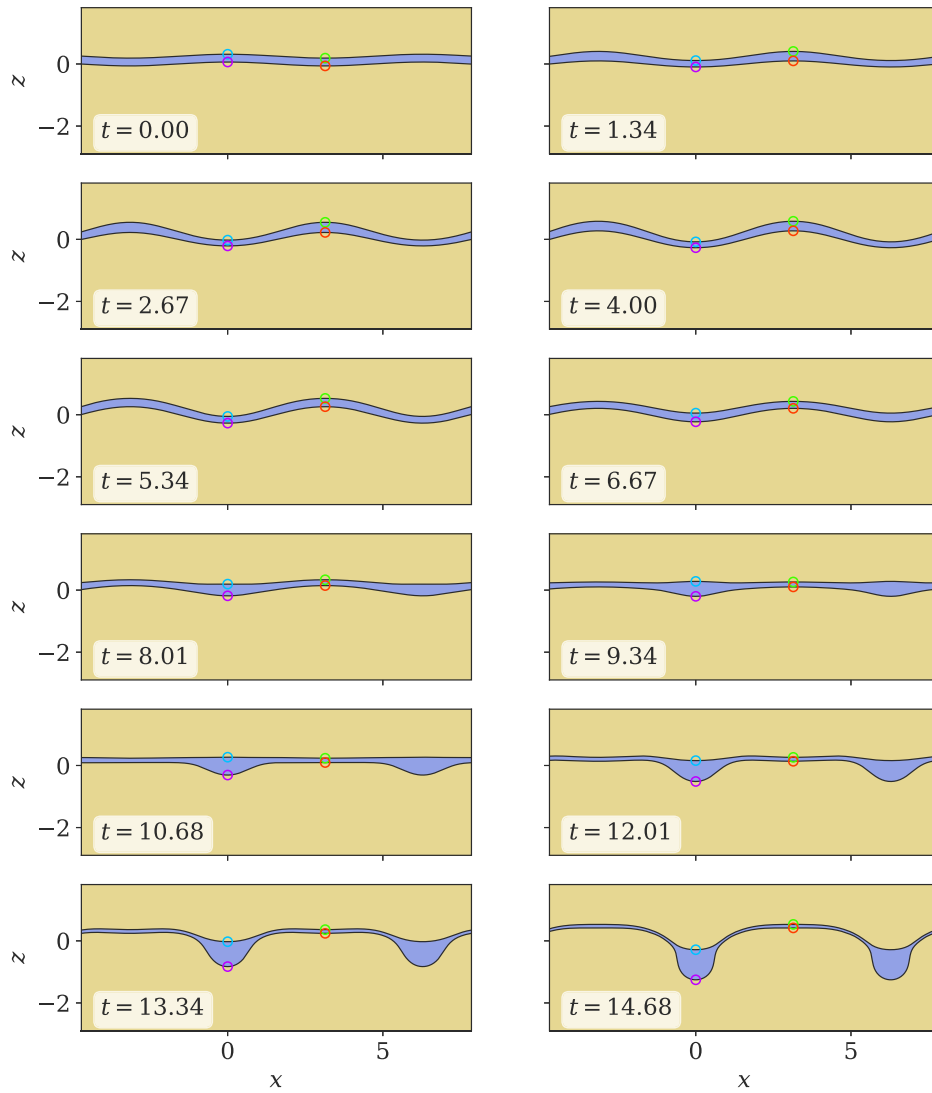 z
0
−2
t = 0.00
t = 1.34
z
0
−2
t = 2.67
t = 4.00
z
0
−2
t = 5.34
t = 6.67
z
0
−2
t = 8.01
t = 9.34
z
0
−2
t = 10.68
t = 12.01
z
0
−2
t = 13.34
t = 14.68
0
5
0
5
x
x